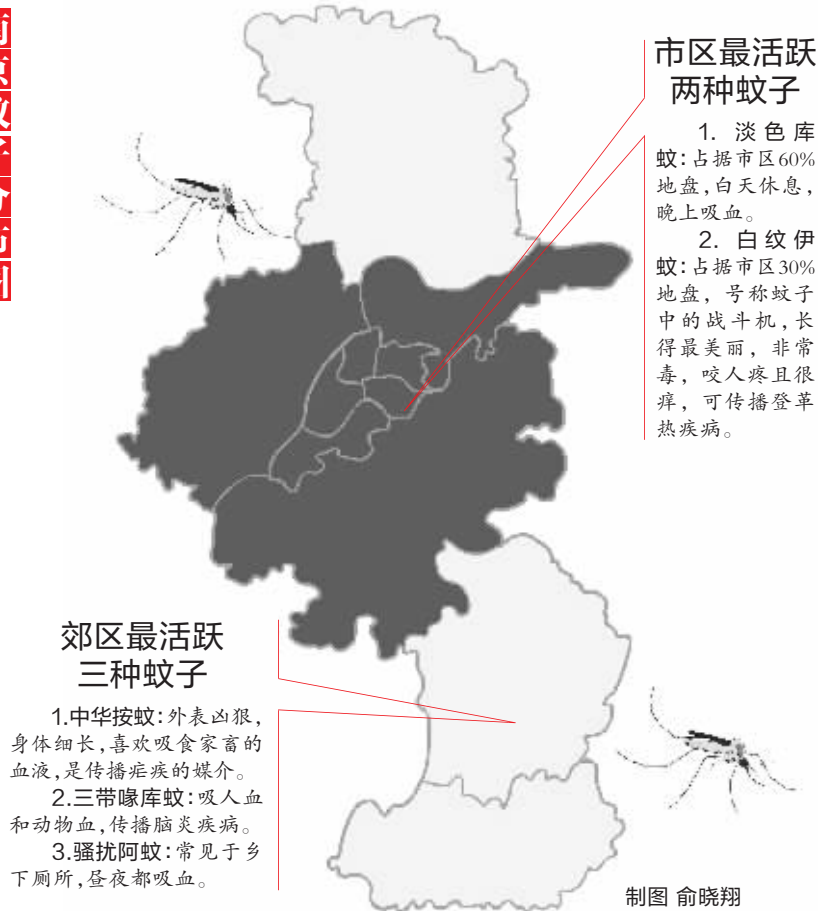 市区最活跃
两种蚊子
1. 淡色库
蚊:占据市区60%
地盘,白天休息,
晚上吸血。
2. 白纹伊
蚊:占据市区30%
地盘，号称蚊子
中的战斗机,长
得最美丽，非常
毒，咬人疼且很
痒，可传播登革
热疾病。
郊区最活跃
三种蚊子
1.中华按蚊:外表凶狠,
身体细长,喜欢吸食家畜的
血液,是传播疟疾的媒介。
2.三带喙库蚊:吸人血
和动物血,传播脑炎疾病。
3.骚扰阿蚊:常见于乡
下厕所,昼夜都吸血。
制图 俞晓翔